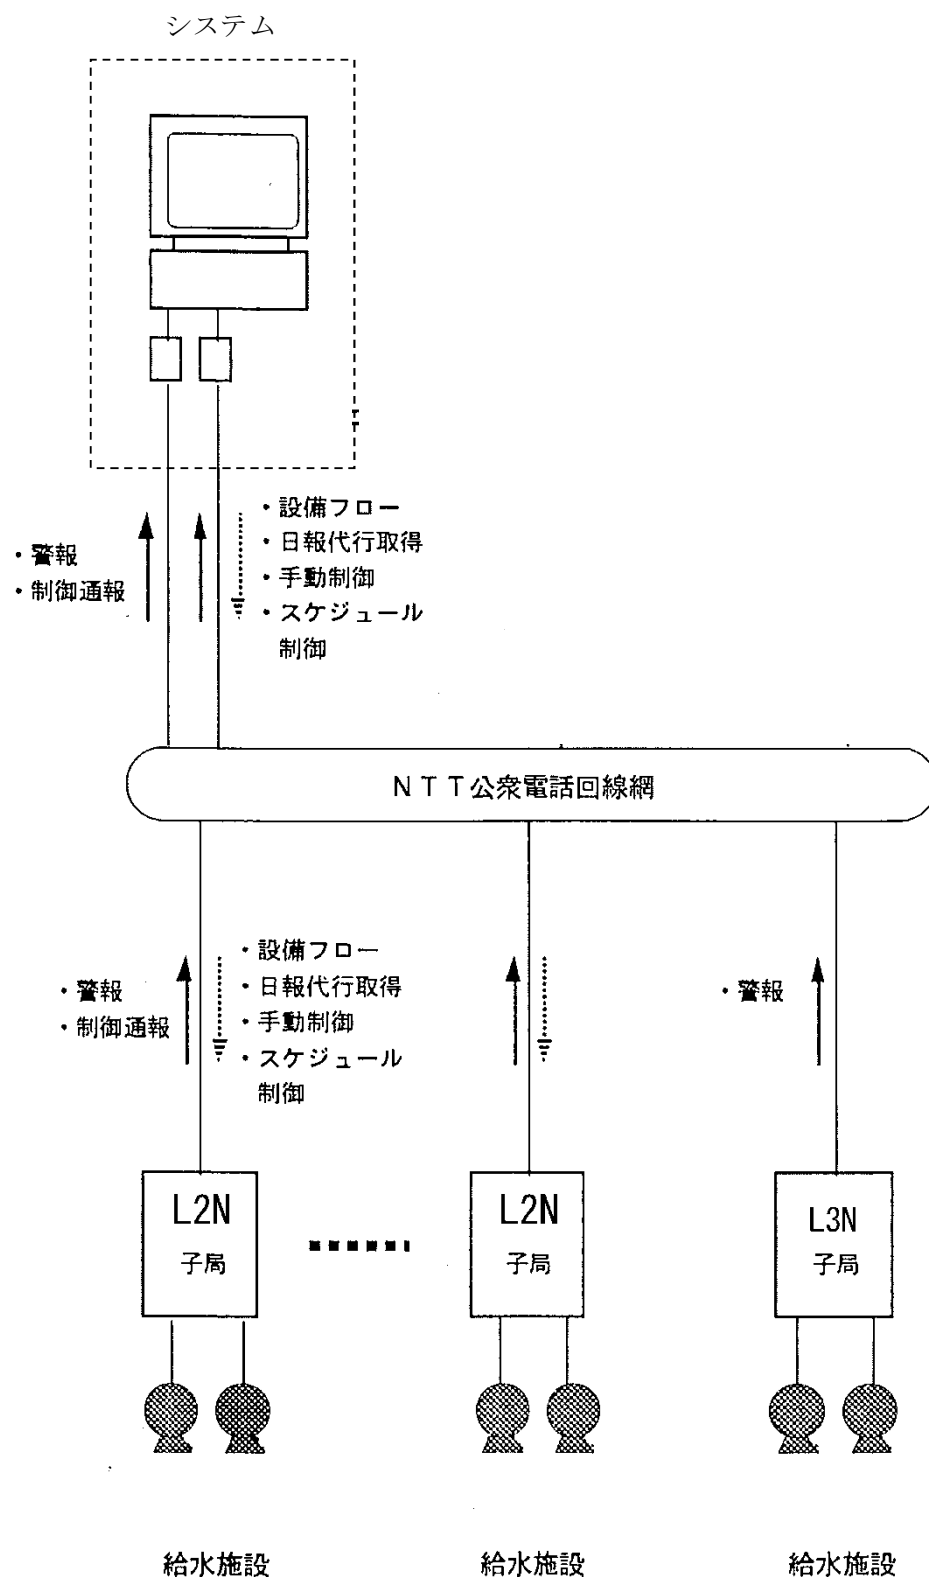 システム
・警報
・制御通報
・設備フロー
・日報代行取得
・手動制御
・スケジュール
制御
ＮＴＴ公衆電話回線網
・警報
・制御通報
・設備フロー
・日報代行取得
・手動制御
・スケジュール
制御
・警報
L2N
子局
L2N
子局
L3N
子局
給水施設
給水施設
給水施設